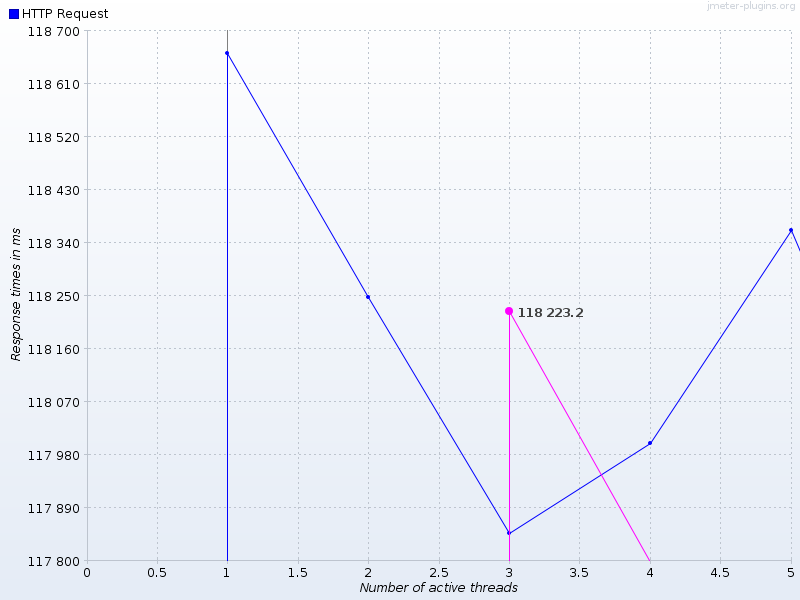 HTTP Request
jmeter-plugins.org
118 700
118 610
118 520
118 430
118 340
118 250
118 160
118 070
117 980
117 890
117 800
Response times in ms
118 223.2
0 0.5 1 1.5 2 2.5 3 3.5 4 4.5 5
Number of active threads